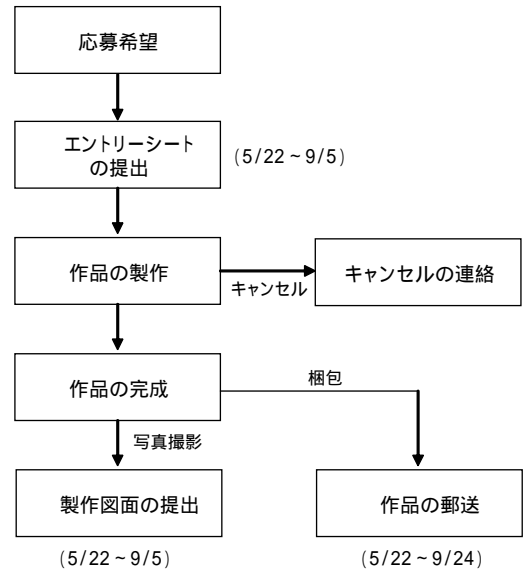 応募希望
エントリーシート
の提出
(5/22~9/5)
作品の製作
キャンセル
キャンセルの連絡
作品の完成
梱包
写真撮影
製作図面の提出
作品の郵送
(5/22~9/5)
(5/22~9/24)